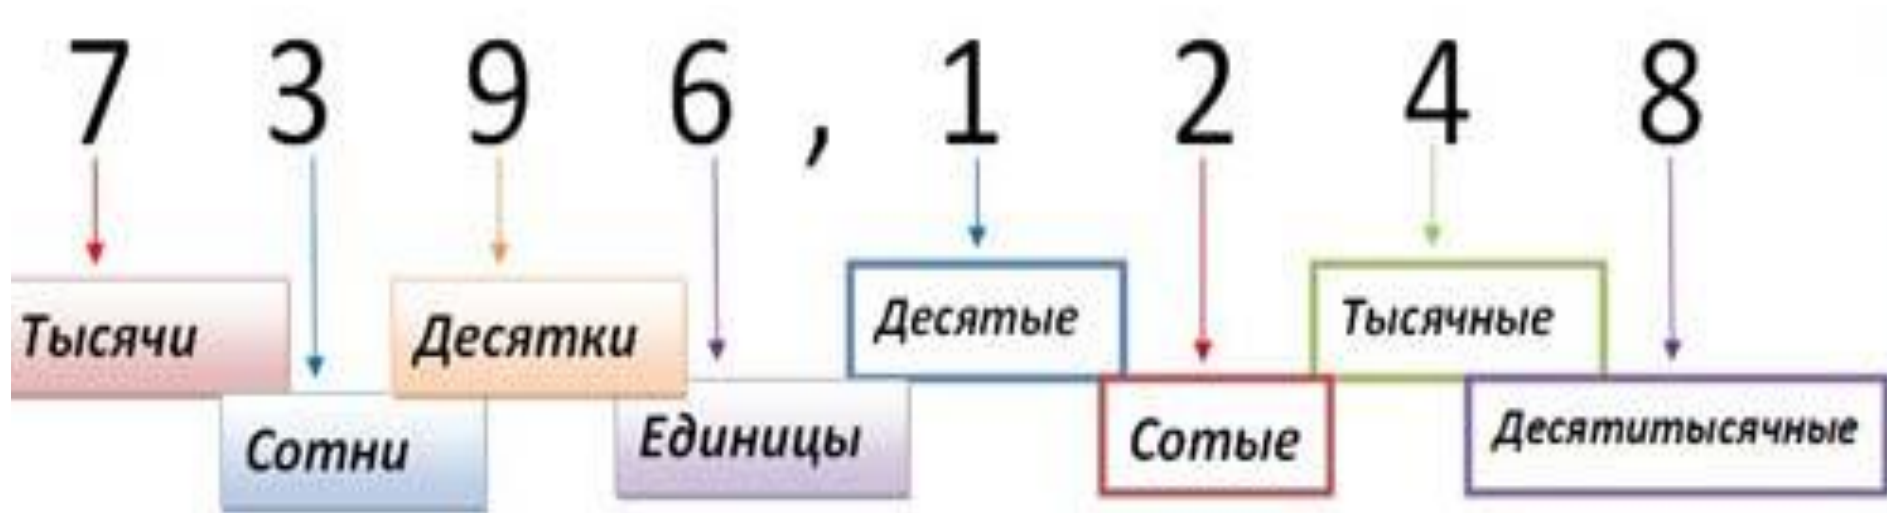 7 3 9 6 , 1 2 4 8
Тысячи
Сотни
Десятки
Единицы
Десятые
Сотые
Тысячные
Десятитысячные